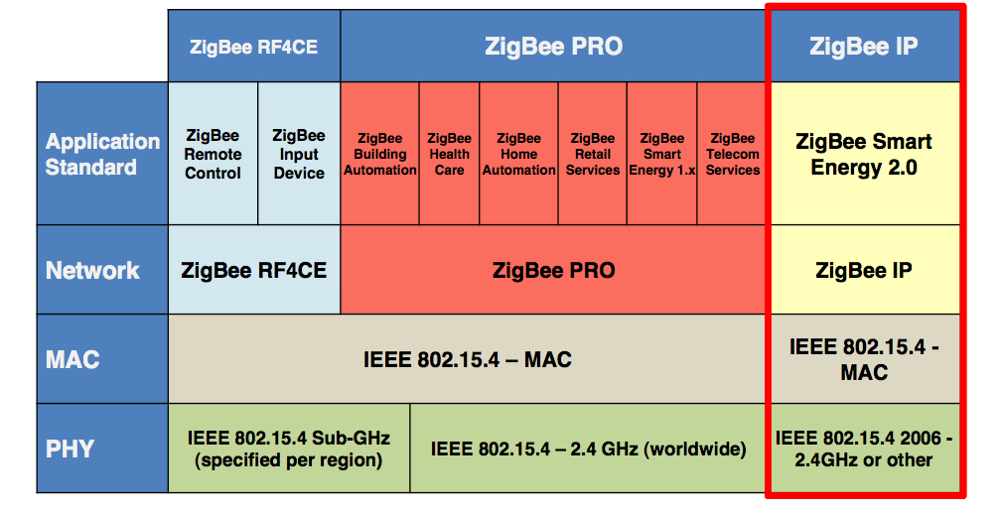 ZigBee RF4CE
ZigBee PRO
ZigBee IP
Application
Standard
ZigBee
Remote
Control
ZigBee
Input
Device
ZigBee
Building
Automation
ZigBee
Health
Care
ZigBee
Home
Automation
ZigBee
Retail
Services
ZigBee
Smart
Energy 1.x
ZigBee
Telecom
Services
ZigBee Smart
Energy 2.0
Network
ZigBee RF4CE
ZigBee PRO
ZigBee IP
MAC
IEEE 802.15.4 – MAC
IEEE 802.15.4 -
MAC
PHY
IEEE 802.15.4 Sub-GHz
(specified per region)
IEEE 802.15.4 – 2.4 GHz (worldwide)
IEEE 802.15.4 2006 -
2.4GHz or other